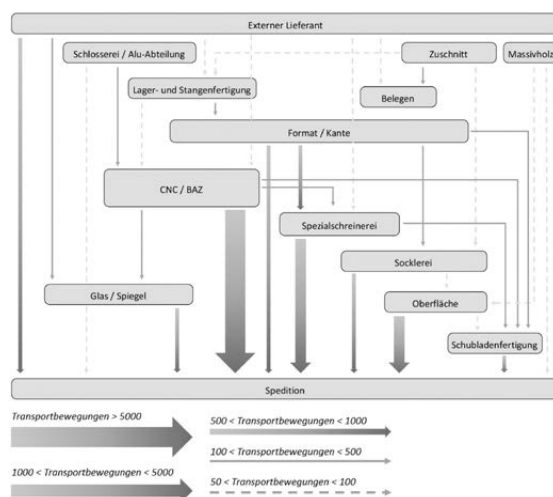 Externer Lieferant
Schlosserei / Alu-Abteilung
Zuschnitt
Massivholz
Lager- und Stangenfertigung
Belegen
Format / Kante
CNC / BAZ
Spezialschreinerei
Socklerei
Glas / Spiegel
Oberfläche
Schubladenfertigung
Spedition
Transportbewegungen > 5000
500 < Transportbewegungen < 1000
100 < Transportbewegungen < 500
1000 < Transportbewegungen < 5000
50 < Transportbewegungen < 100